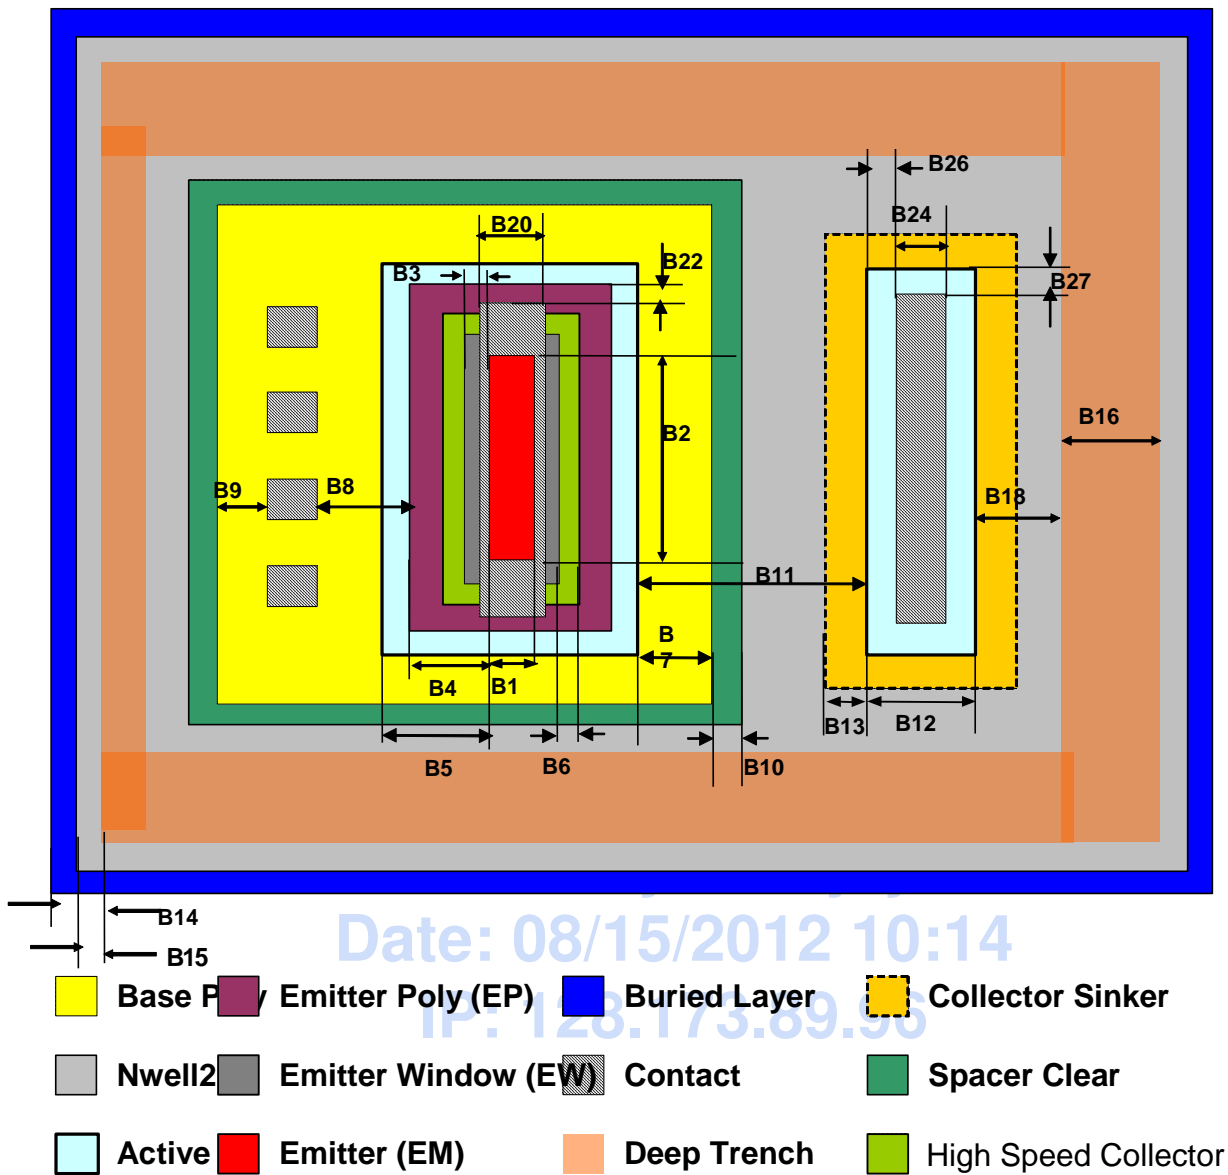 B26
B24
B20
B22
B3
B27
B16
B2
B9
B8
B18
B11
B
7
B4
B1
B13
B12
B5
B6
B10
B14
B15
Date: 08/15/2012 10:14
IP: 128.173.89.96
Base Emitter Poly (EP) Buried Layer Collector Sinker
Nwell2 Emitter Window (EW) Contact Spacer Clear
Active Emitter (EM) Deep Trench High Speed Collector